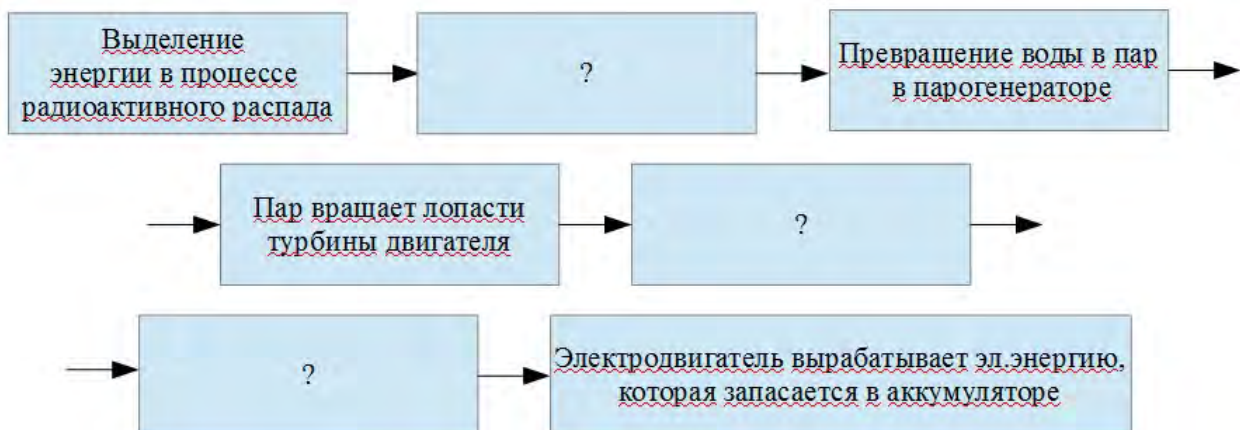 Выделение
энергии в процессе
радиоактивного распада
?
Превращение воды в пар
в парогенераторе
Пар вращает лопасти
турбины двигателя
?
?
Электродвигатель вырабатывает эл.энергию,
которая запасается в аккумуляторе